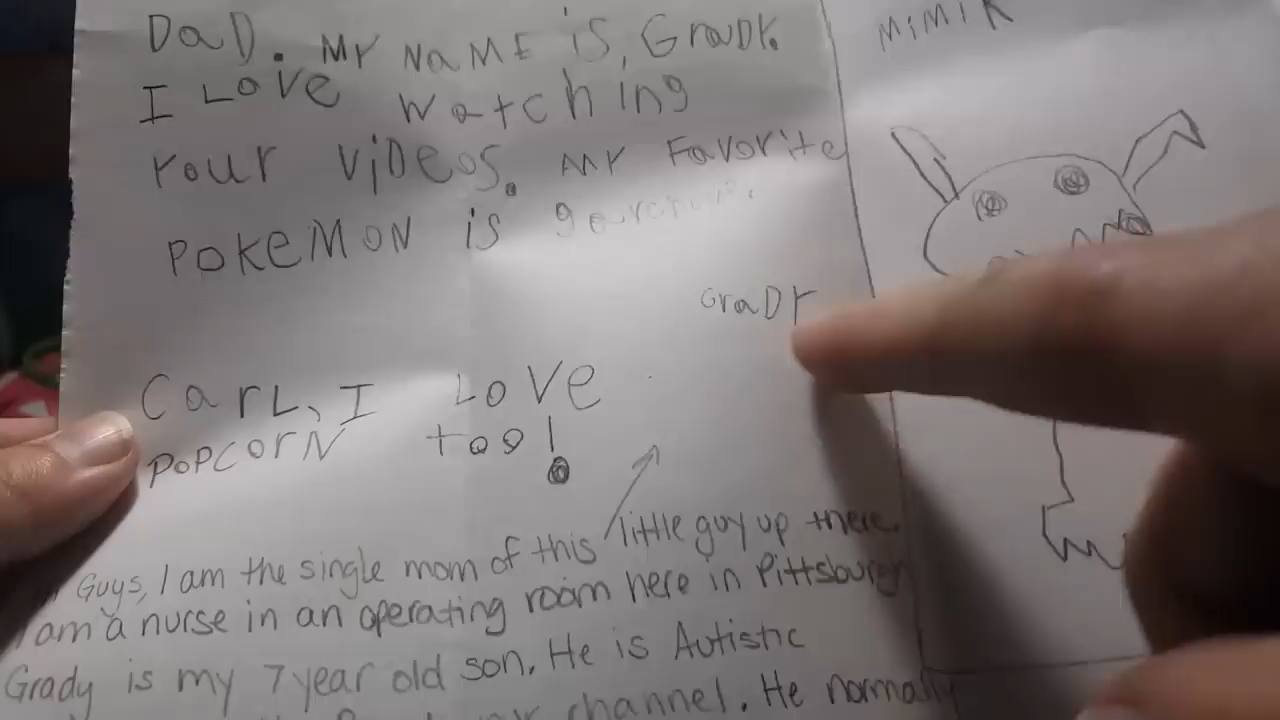 DaD. My NaME is, GraDy.
I Love watching
your viDeos. my Favorite
PokeMON is
GraDy
CarL, I Love
POPCORN too!
Guys, I am the single mom of this little guy up there.
I am a nurse in an operating room here in Pittsburgh
Grady is my 7 year old son. He is Autistic
channel. He normally
MiMiK